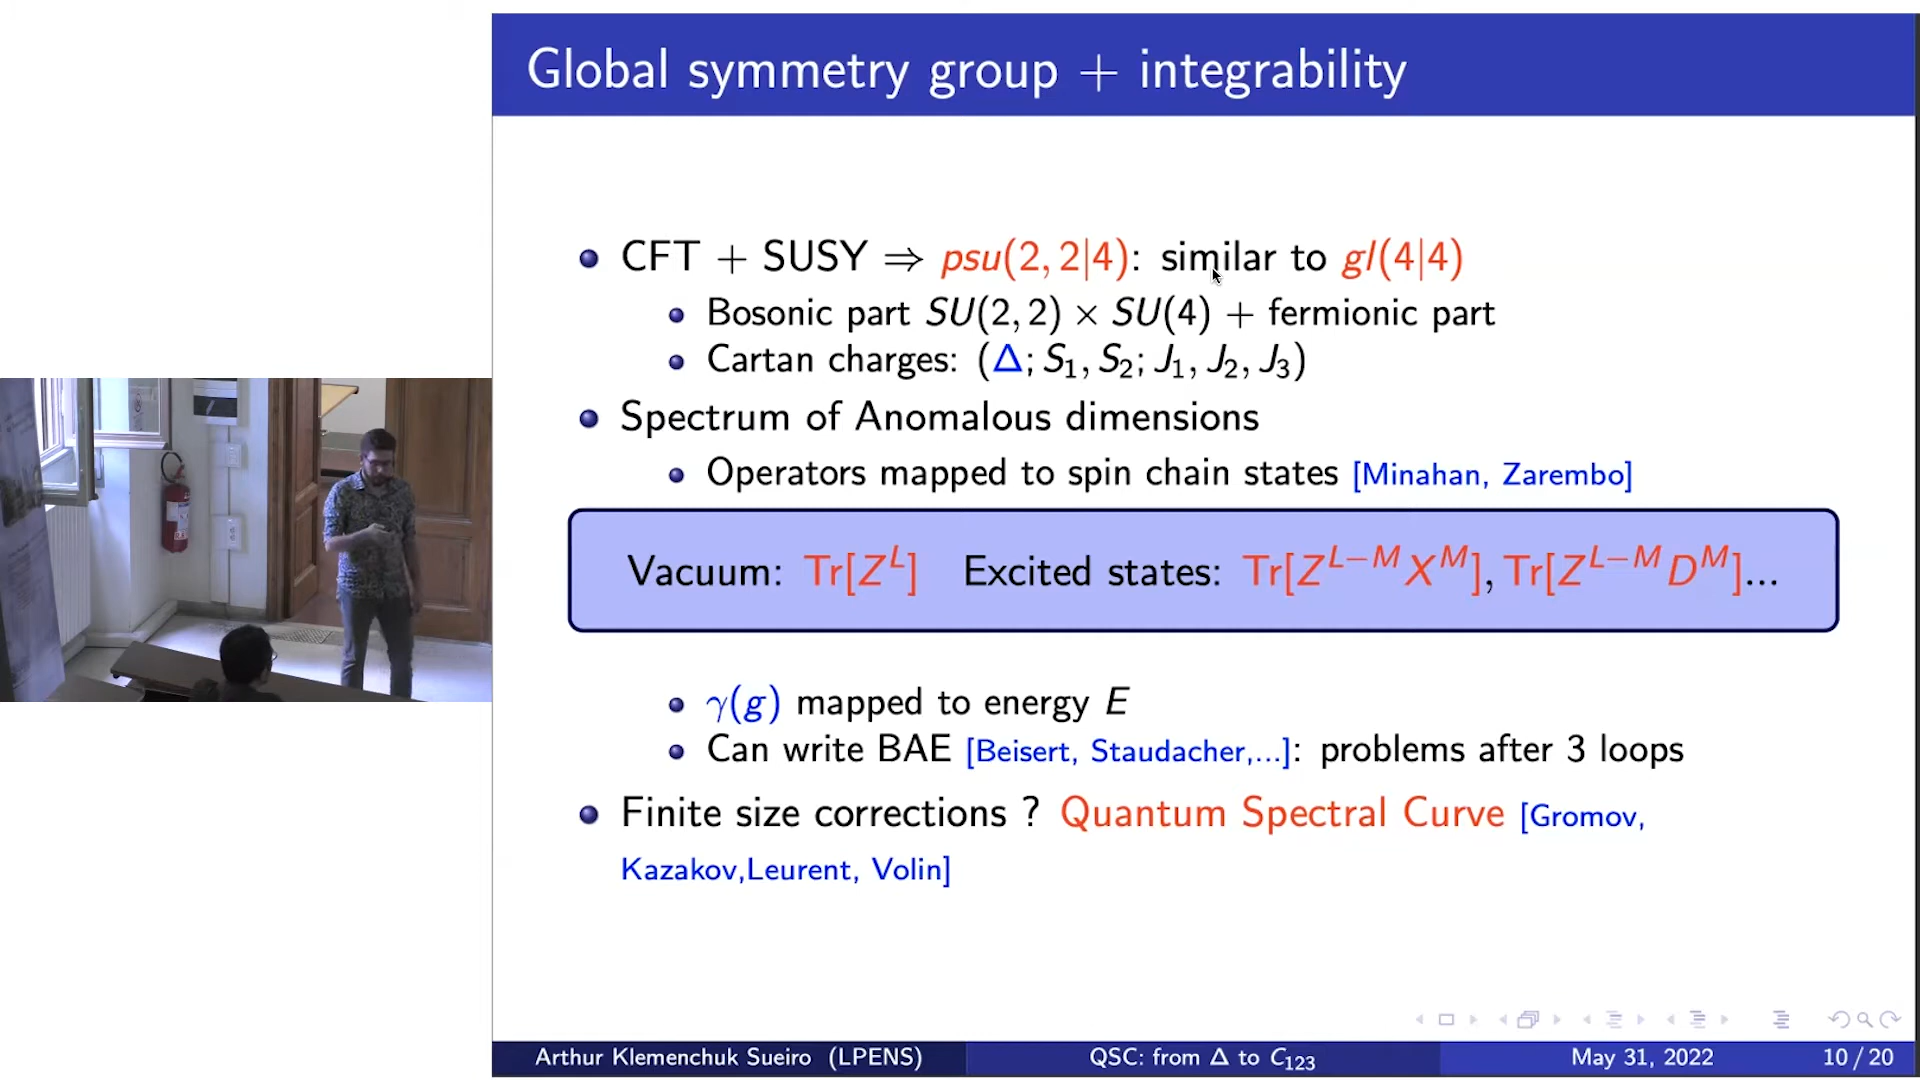 Global symmetry group + integrability
CFT + SUSY ⇒ psu(2, 2|4): similar to gl(4|4)
Bosonic part SU(2, 2) × SU(4) + fermionic part
Cartan charges: (Δ; S₁, S₂; J₁, J₂, J₃)
Spectrum of Anomalous dimensions
Operators mapped to spin chain states [Minahan, Zarembo]
Vacuum: Tr[Z^L] Excited states: Tr[Z^{L−M}X^M], Tr[Z^{L−M}D^M]...
γ(g) mapped to energy E
Can write BAE [Beisert, Staudacher,...]: problems after 3 loops
Finite size corrections ? Quantum Spectral Curve [Gromov,
Kazakov,Leurent, Volin]
Arthur Klemenchuk Sueiro (LPENS) QSC: from Δ to C₁₂₃ May 31, 2022 10 / 20